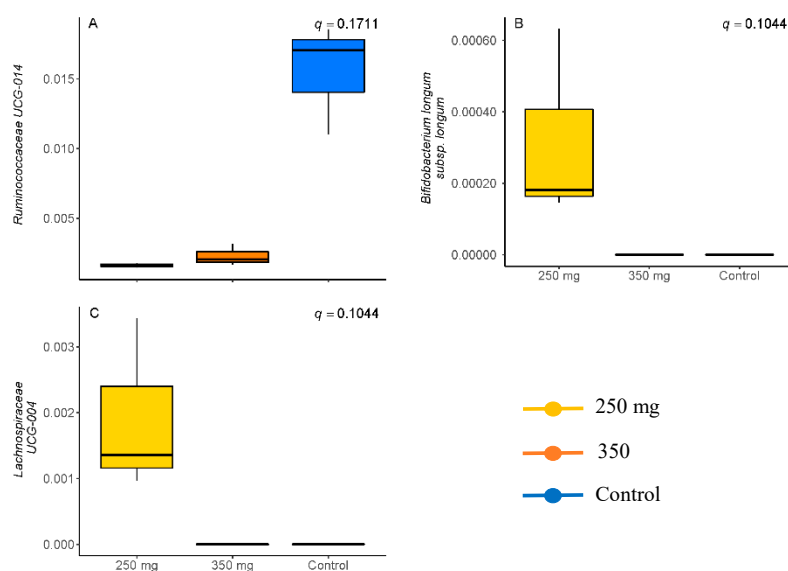 A
q = 0.1711
Ruminococcaceae UCG-014
0.015
0.010
0.005
B
q = 0.1044
Bifidobacterium longum
subsp. longum
0.00060
0.00040
0.00020
0.00000
250 mg
350 mg
Control
C
q = 0.1044
Lachnospiraceae
UCG-004
0.003
0.002
0.001
0.000
250 mg
350 mg
Control
250 mg
350
Control